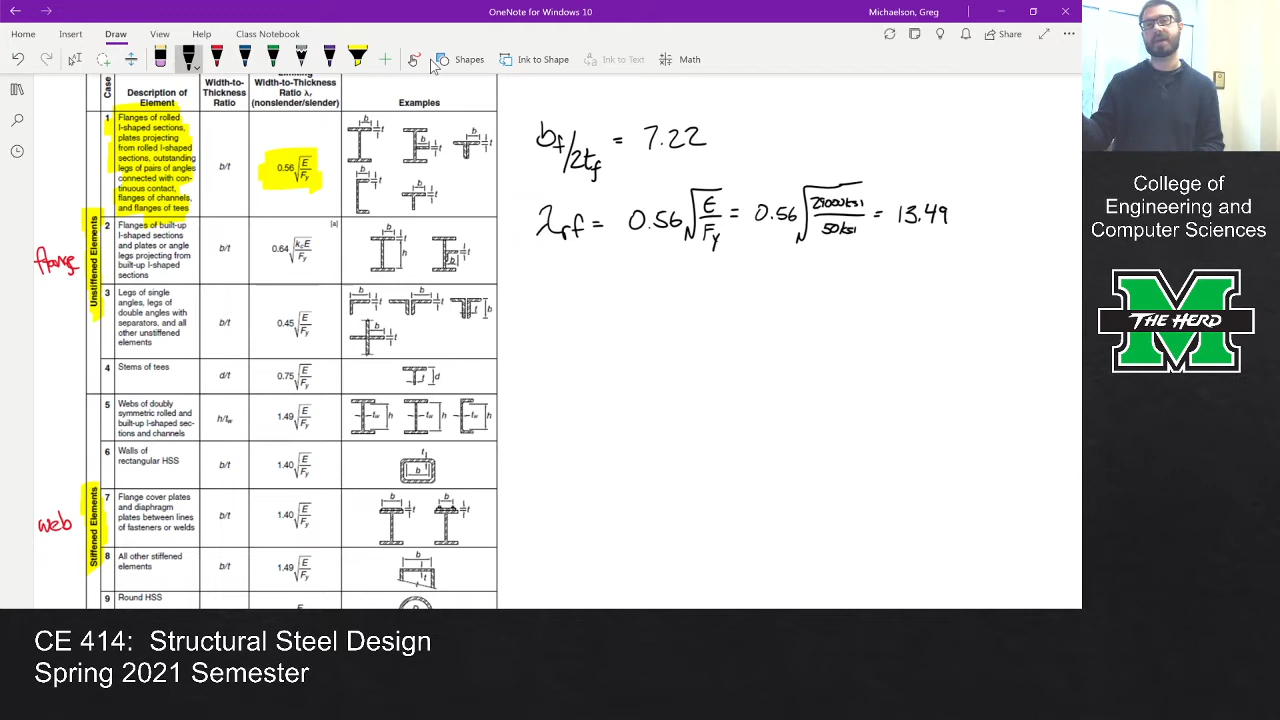 OneNote for Windows 10
Michaelson, Greg
Home Insert Draw View Help Class Notebook
Share
Shapes Ink to Shape Ink to Text Math
Case
Description of Element
Width-to-Thickness Ratio
Width-to-Thickness Ratio λr (nonslender/slender)
Examples
Unstiffened Elements
flange
1
Flanges of rolled
I-shaped sections,
plates projecting
from rolled I-shaped
sections, outstanding
legs of pairs of angles
connected with con-
tinuous contact,
flanges of channels,
and flanges of tees
b/t
0.56 √E/Fy
2
Flanges of built-up
I-shaped sections
and plates or angle
legs projecting from
built-up I-shaped
sections
b/t
[a]
0.64 √kcE/Fy
3
Legs of single
angles, legs of
double angles with
separators, and all
other unstiffened
elements
b/t
0.45 √E/Fy
4
Stems of tees
d/t
0.75 √E/Fy
Stiffened Elements
web
5
Webs of doubly
symmetric rolled and
built-up I-shaped sec-
tions and channels
h/tw
1.49 √E/Fy
6
Walls of
rectangular HSS
b/t
1.40 √E/Fy
7
Flange cover plates
and diaphragm
plates between lines
of fasteners or welds
b/t
1.40 √E/Fy
8
All other stiffened
elements
b/t
1.49 √E/Fy
9
Round HSS
bf/2tf = 7.22
λrf = 0.56 √E/Fy = 0.56 √29000ksi/50ksi = 13.49
College of
Engineering and
Computer Sciences
THE HERD
CE 414: Structural Steel Design
Spring 2021 Semester